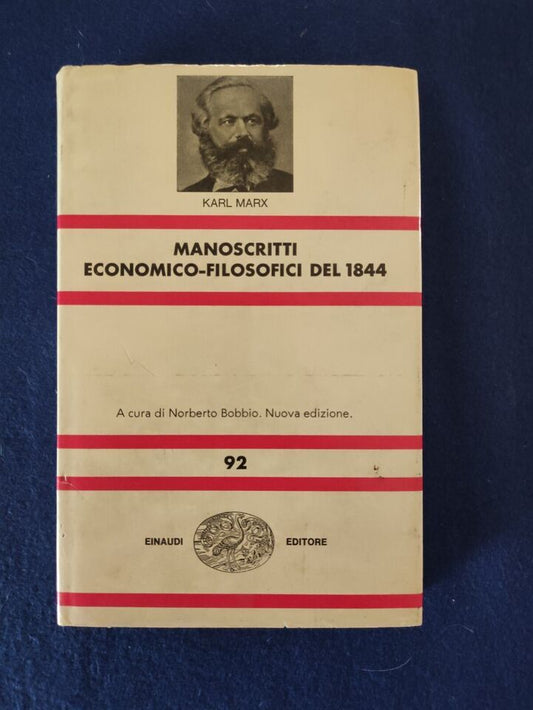 KARL MARX
MANOSCRITTI
ECONOMICO-FILOSOFICI DEL 1844
A cura di Norberto Bobbio. Nuova edizione.
92
EINAUDI EDITORE